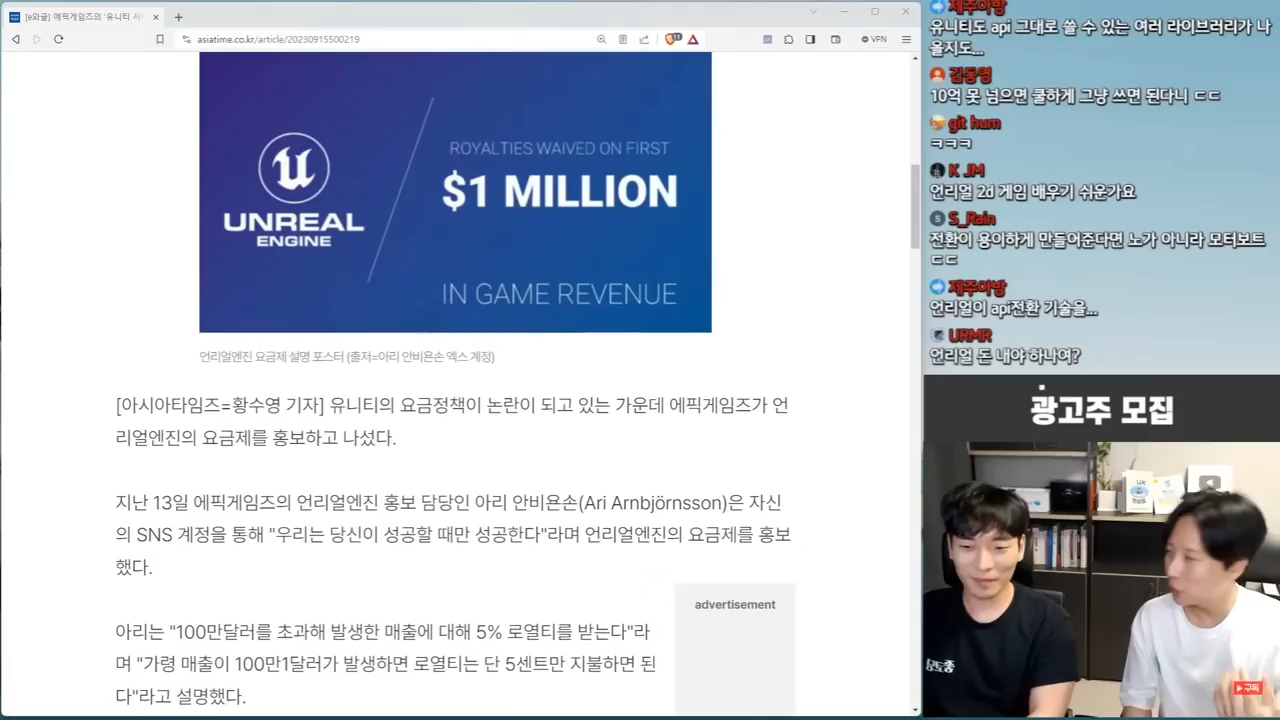 [e와글] 에픽게임즈의 '유니티 사
asiatime.co.kr/article/20230915500219
VPN
UNREAL
ENGINE
ROYALTIES WAIVED ON FIRST
$1 MILLION
IN GAME REVENUE
언리얼엔진 요금제 설명 포스터 (출처=아리 안비욘손 엑스 계정)
[아시아타임즈=황수영 기자] 유니티의 요금정책이 논란이 되고 있는 가운데 에픽게임즈가 언
리얼엔진의 요금제를 홍보하고 나섰다.
지난 13일 에픽게임즈의 언리얼엔진 홍보 담당인 아리 안비욘손(Ari Arnbjörnsson)은 자신
의 SNS 계정을 통해 "우리는 당신이 성공할 때만 성공한다"라며 언리얼엔진의 요금제를 홍보
했다.
아리는 "100만달러를 초과해 발생한 매출에 대해 5% 로열티를 받는다"라
며 "가령 매출이 100만1달러가 발생하면 로열티는 단 5센트만 지불하면 된
다"라고 설명했다.
advertisement
제주아방
유니티도 api 그대로 쓸 수 있는 여러 라이브러리가 나
올지도...
김동영
10억 못 넘으면 쿨하게 그냥 쓰면 된다니 ㄷㄷ
git hum
ㅋㅋㅋ
K JM
언리얼 2d 게임 배우기 쉬운가요
S_Rain
전환이 용이하게 만들어준다면 노가 아니라 모터보트
ㄷㄷ
제주아방
언리얼이 api전환 기술을...
URMR
언리얼 돈 내야 하나여?
광고주 모집
구독